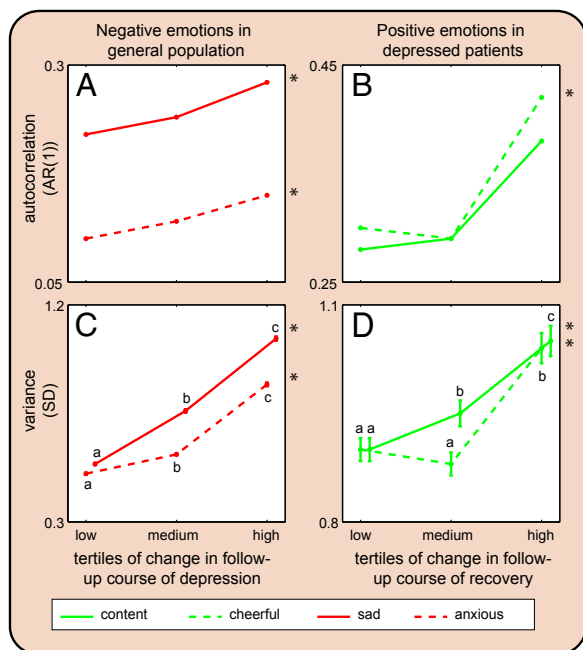 Negative emotions in
general population
Positive emotions in
depressed patients
0.3
A
*
*
0.05
autocorrelation
(AR(1))
0.45
B
*
0.25
1.2
C
*
*
a
a
b
b
c
c
0.3
variance
(SD)
low medium high
tertiles of change in follow-
up course of depression
1.1
D
c
*
*
b
b
a a
a
0.8
low medium high
tertiles of change in follow-
up course of recovery
content cheerful sad anxious